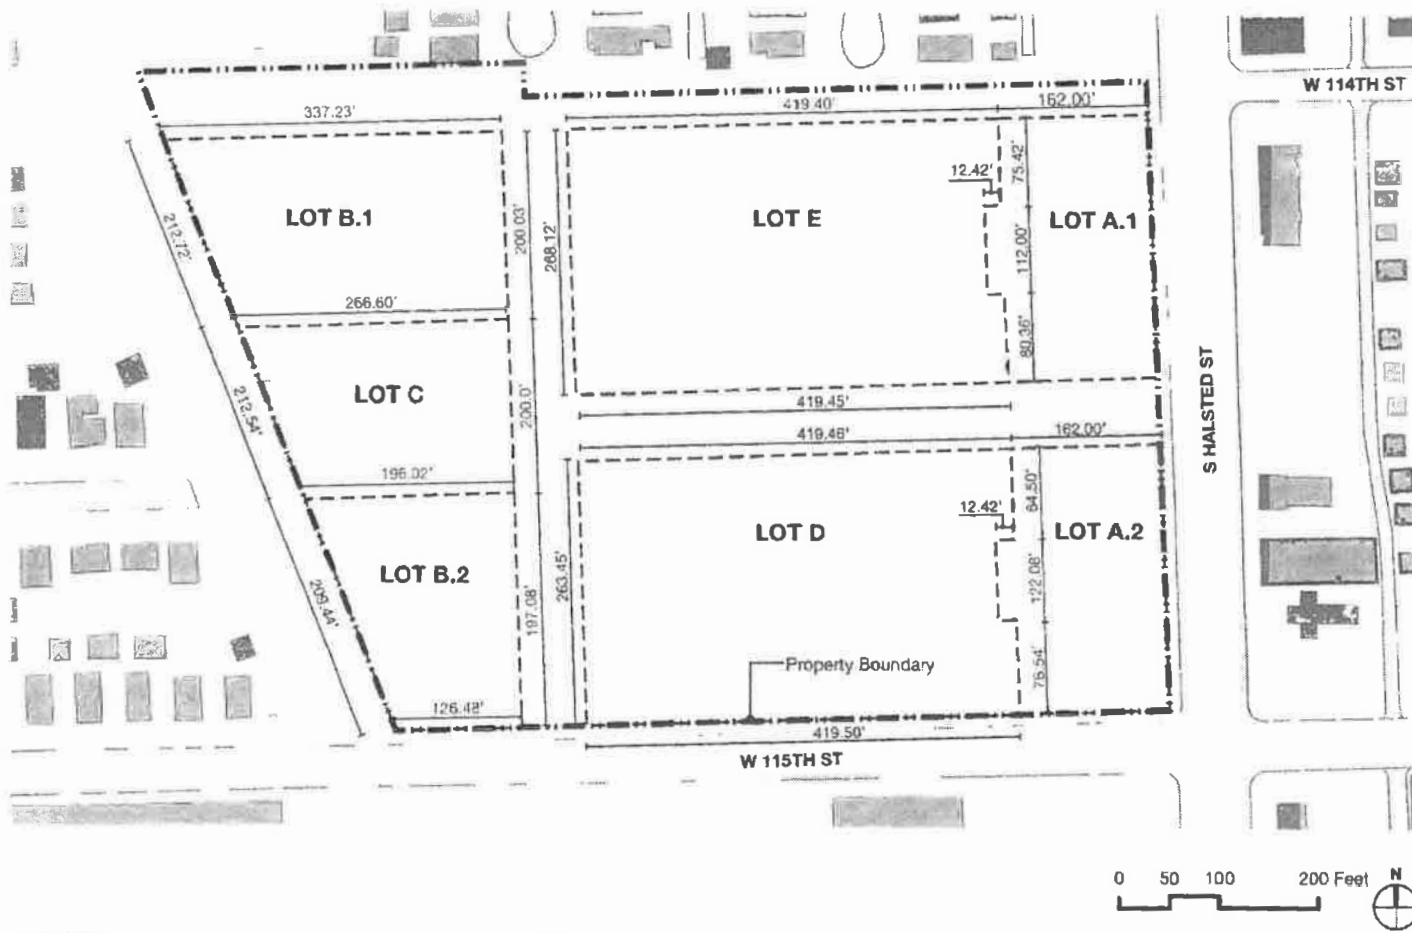 W 114TH ST
337.23'
419.40'
162.00'
12.42'
75.42'
LOT B.1
LOT E
LOT A.1
212.72'
200.03'
268.12'
112.00'
266.60'
80.36'
LOT C
S HALSTED ST
212.54'
200.0'
419.45'
419.46'
162.00'
196.02'
64.50'
12.42'
LOT D
LOT A.2
LOT B.2
209.44'
197.08'
263.45'
122.08'
Property Boundary
76.54'
126.48'
419.50'
W 115TH ST
0 50 100 200 Feet
N